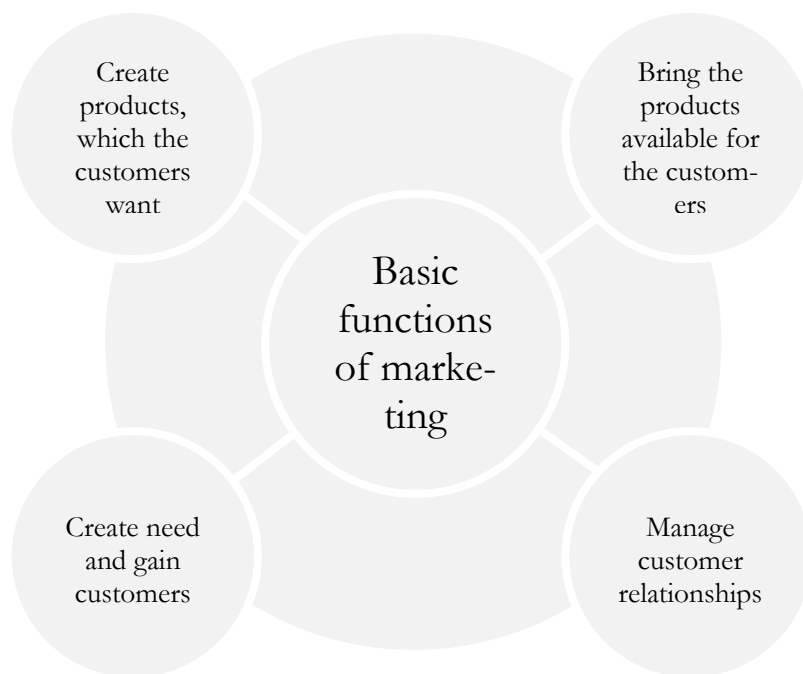 Create
products,
which the
customers
want
Bring the
products
available for
the custom-
ers
Basic
functions
of marke-
ting
Create need
and gain
customers
Manage
customer
relationships